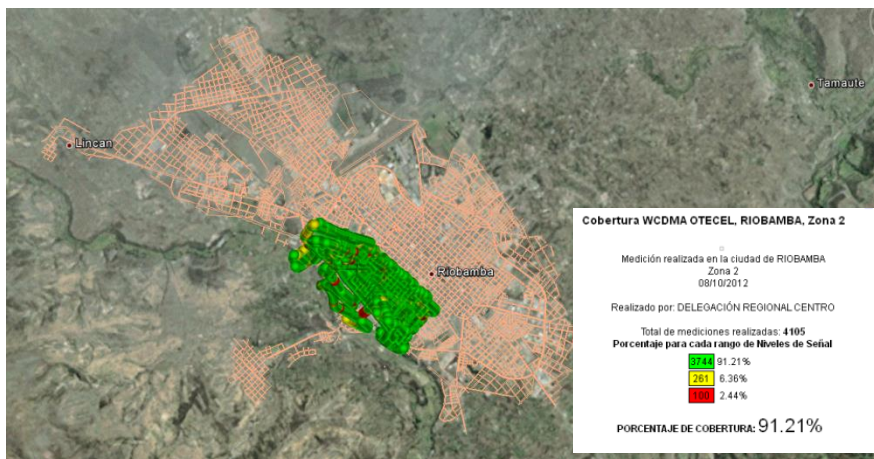 Tamaute
Lincan
Riobamba
Cobertura WCDMA OTECEL, RIOBAMBA, Zona 2
Medición realizada en la ciudad de RIOBAMBA
Zona 2
08/10/2012
Realizado por: DELEGACIÓN REGIONAL CENTRO
Total de mediciones realizadas: 4105
Porcentaje para cada rango de Niveles de Señal
3744 91.21%
261 6.36%
100 2.44%
PORCENTAJE DE COBERTURA: 91.21%